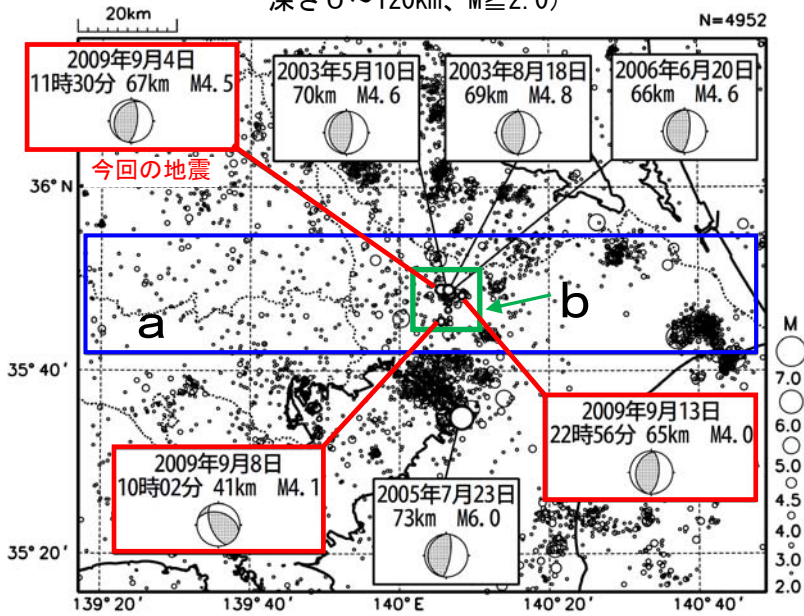 深さ0～120km、M≧2.0)
20km
N=4952
2009年9月4日
11時30分 67km M4.5
今回の地震
2003年5月10日
70km M4.6
2003年8月18日
69km M4.8
2006年6月20日
66km M4.6
36°N
a
b
35°40'
M
7.0
6.0
5.0
4.5
4.0
3.0
2.0
2009年9月13日
22時56分 65km M4.0
2009年9月8日
10時02分 41km M4.1
2005年7月23日
73km M6.0
35°20'
139°20'
139°40'
140°E
140°20'
140°40'